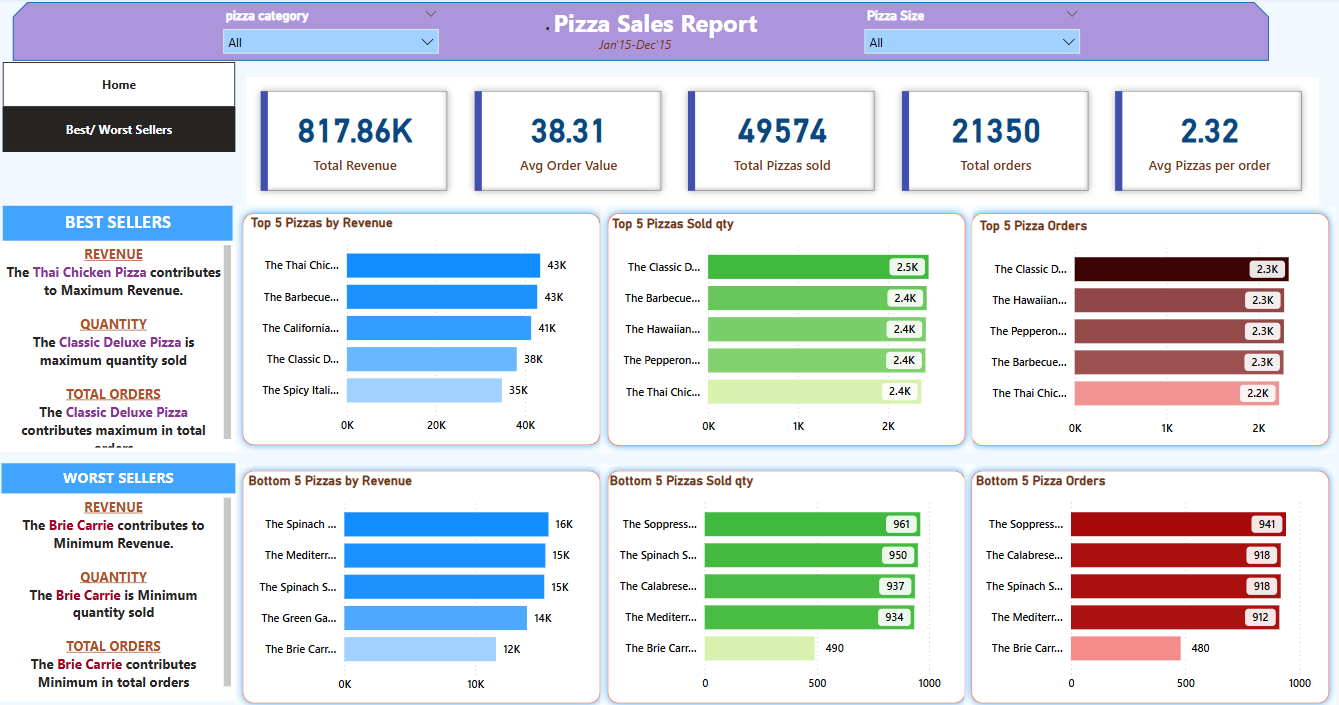 pizza category
All
. Pizza Sales Report
Jan'15-Dec'15
Pizza Size
All
Home
Best/ Worst Sellers
817.86K
Total Revenue
38.31
Avg Order Value
49574
Total Pizzas sold
21350
Total orders
2.32
Avg Pizzas per order
BEST SELLERS
REVENUE
The Thai Chicken Pizza contributes
to Maximum Revenue.
QUANTITY
The Classic Deluxe Pizza is
maximum quantity sold
TOTAL ORDERS
The Classic Deluxe Pizza
contributes maximum in total
Top 5 Pizzas by Revenue
The Thai Chic... 43K
The Barbecue... 43K
The California... 41K
The Classic D... 38K
The Spicy Itali... 35K
0K 20K 40K
Top 5 Pizzas Sold qty
The Classic D... 2.5K
The Barbecue... 2.4K
The Hawaiian... 2.4K
The Pepperon... 2.4K
The Thai Chic... 2.4K
0K 1K 2K
Top 5 Pizza Orders
The Classic D... 2.3K
The Hawaiian... 2.3K
The Pepperon... 2.3K
The Barbecue... 2.3K
The Thai Chic... 2.2K
0K 1K 2K
WORST SELLERS
REVENUE
The Brie Carrie contributes to
Minimum Revenue.
QUANTITY
The Brie Carrie is Minimum
quantity sold
TOTAL ORDERS
The Brie Carrie contributes
Minimum in total orders
Bottom 5 Pizzas by Revenue
The Spinach ... 16K
The Mediterr... 15K
The Spinach S... 15K
The Green Ga... 14K
The Brie Carr... 12K
0K 10K
Bottom 5 Pizzas Sold qty
The Soppress... 961
The Spinach S... 950
The Calabrese... 937
The Mediterr... 934
The Brie Carr... 490
0 500 1000
Bottom 5 Pizza Orders
The Soppress... 941
The Calabrese... 918
The Spinach S... 918
The Mediterr... 912
The Brie Carr... 480
0 500 1000